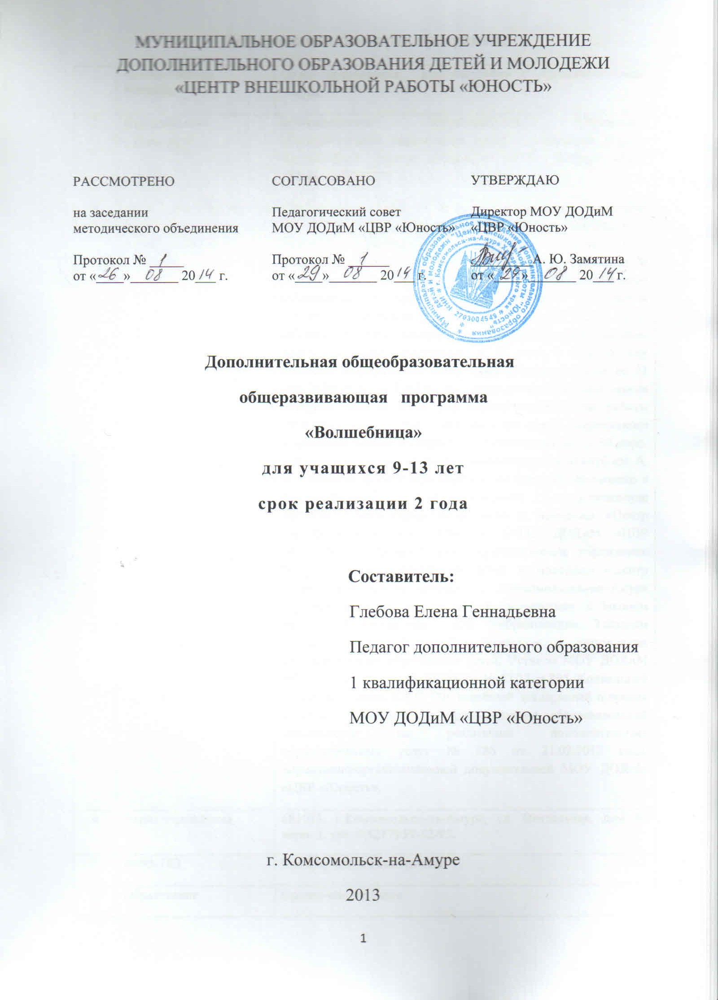 МУНИЦИПАЛЬНОЕ ОБРАЗОВАТЕЛЬНОЕ УЧРЕЖДЕНИЕ
ДОПОЛНИТЕЛЬНОГО ОБРАЗОВАНИЯ ДЕТЕЙ И МОЛОДЕЖИ
«ЦЕНТР ВНЕШКОЛЬНОЙ РАБОТЫ «ЮНОСТЬ»
РАССМОТРЕНО
на заседании
методического объединения
Протокол № 1
от «26» 08 2014 г.
СОГЛАСОВАНО
Педагогический совет
МОУ ДОДиМ «ЦВР «Юность»
Протокол № 1
от «29» 08 2014 г.
УТВЕРЖДАЮ
Директор МОУ ДОДиМ
«ЦВР «Юность»
А. Ю. Замятина
от «29» 08 2014 г.
Муниципальное образовательное учреждение дополнительного образования
детей и молодежи "Центр внешкольной работы "Юность"
г. Комсомольск-на-Амуре Хабаровского края * ИНН 2703004549 *
Дополнительная общеобразовательная
общеразвивающая программа
«Волшебница»
для учащихся 9-13 лет
срок реализации 2 года
Составитель:
Глебова Елена Геннадьевна
Педагог дополнительного образования
1 квалификационной категории
МОУ ДОДиМ «ЦВР «Юность»
г. Комсомольск-на-Амуре
2013
1